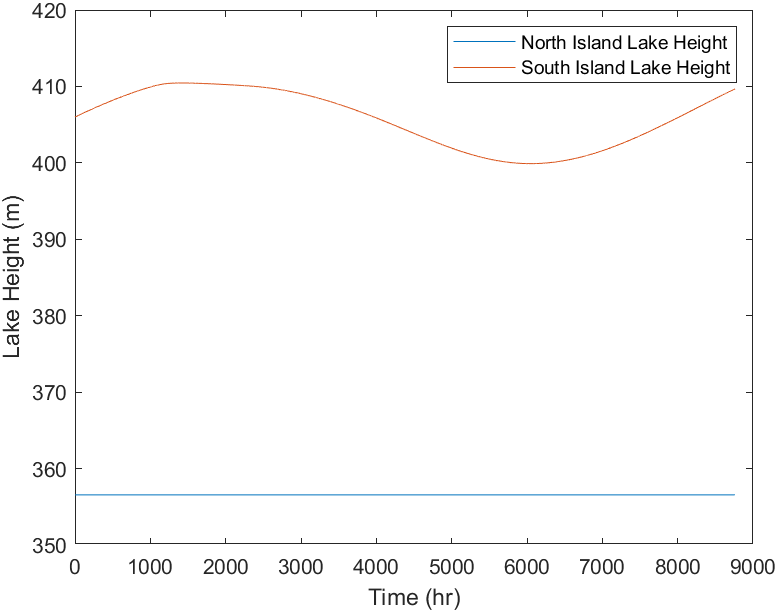 420
410
400
390
380
370
360
350
Lake Height (m)
North Island Lake Height
South Island Lake Height
0 1000 2000 3000 4000 5000 6000 7000 8000 9000
Time (hr)